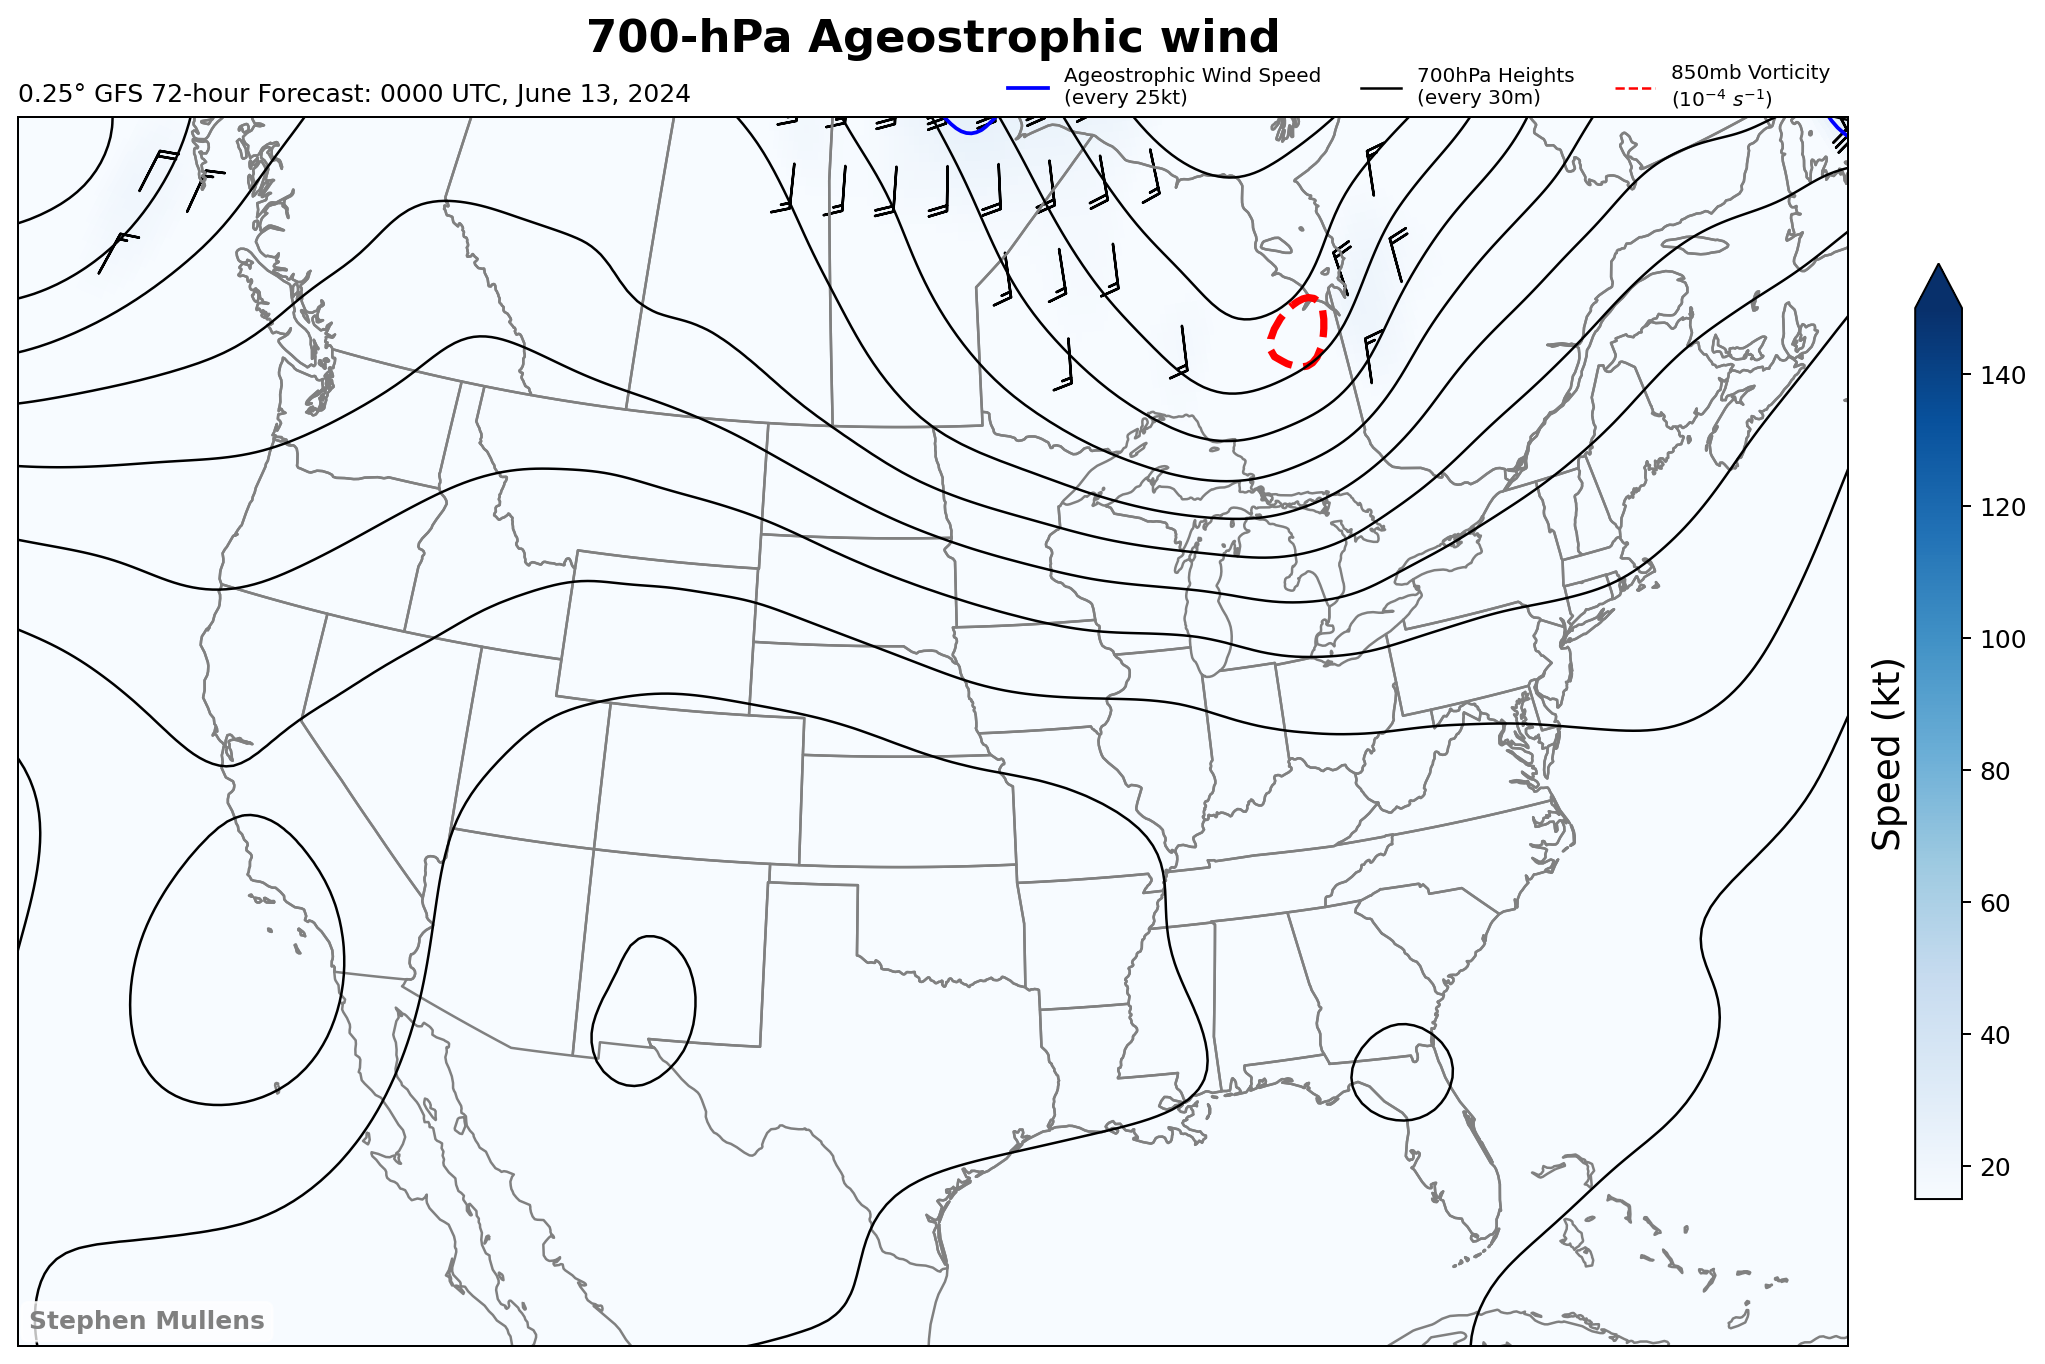 700-hPa Ageostrophic wind
0.25° GFS 72-hour Forecast: 0000 UTC, June 13, 2024
Ageostrophic Wind Speed
(every 25kt)
700hPa Heights
(every 30m)
850mb Vorticity
(10⁻⁴ s⁻¹)
140
120
100
80
60
40
20
Speed (kt)
Stephen Mullens